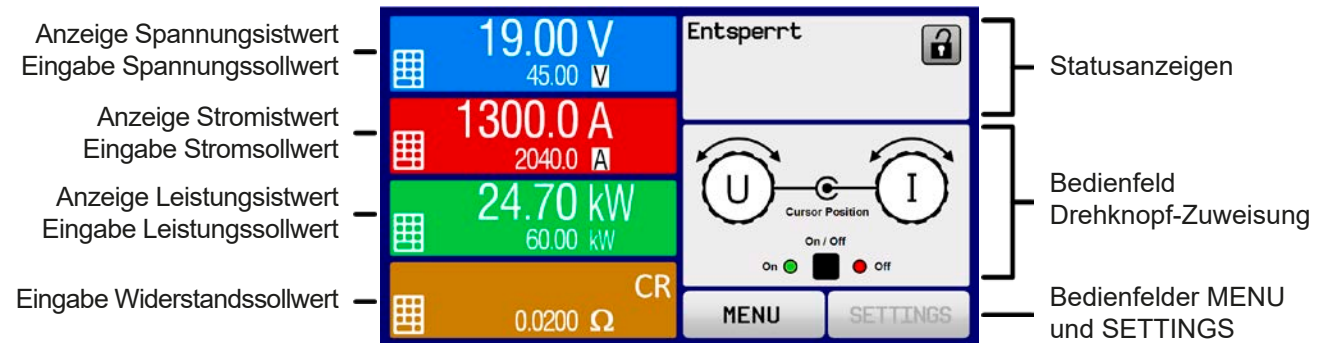 Anzeige Spannungsistwert
Eingabe Spannungssollwert
Anzeige Stromistwert
Eingabe Stromsollwert
Anzeige Leistungsistwert
Eingabe Leistungssollwert
Eingabe Widerstandssollwert
19.00 V
45.00 V
1300.0 A
2040.0 A
24.70 kW
60.00 kW
CR
0.0200 Ω
Entsperrt
U
I
Cursor Position
On / Off
On
Off
MENU
SETTINGS
Statusanzeigen
Bedienfeld
Drehknopf-Zuweisung
Bedienfelder MENU
und SETTINGS